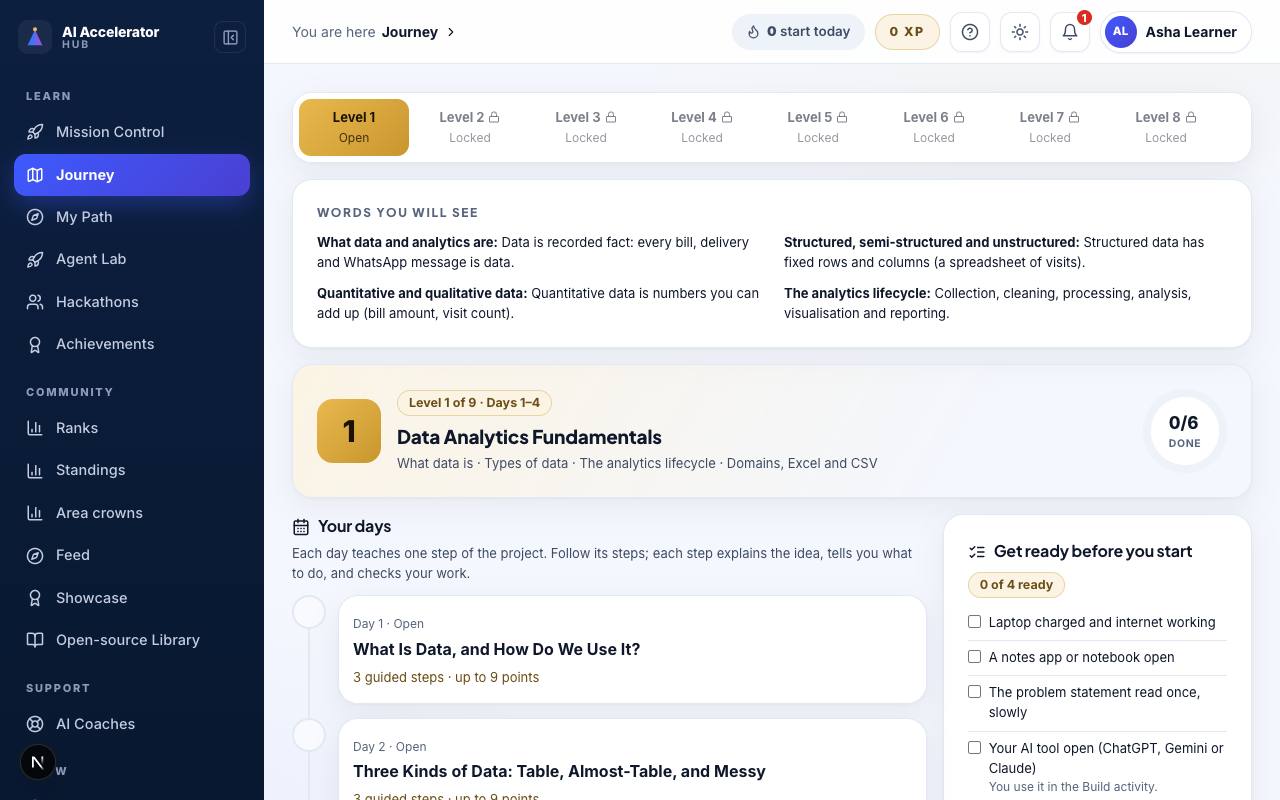 AI Accelerator
HUB
LEARN
Mission Control
Journey
My Path
Agent Lab
Hackathons
Achievements
COMMUNITY
Ranks
Standings
Area crowns
Feed
Showcase
Open-source Library
SUPPORT
AI Coaches
N
W
You are here Journey
0 start today
0 XP
1
AL
Asha Learner
Level 1
Open
Level 2
Locked
Level 3
Locked
Level 4
Locked
Level 5
Locked
Level 6
Locked
Level 7
Locked
Level 8
Locked
WORDS YOU WILL SEE
What data and analytics are: Data is recorded fact: every bill, delivery
and WhatsApp message is data.
Structured, semi-structured and unstructured: Structured data has
fixed rows and columns (a spreadsheet of visits).
Quantitative and qualitative data: Quantitative data is numbers you can
add up (bill amount, visit count).
The analytics lifecycle: Collection, cleaning, processing, analysis,
visualisation and reporting.
1
Level 1 of 9 · Days 1–4
Data Analytics Fundamentals
What data is · Types of data · The analytics lifecycle · Domains, Excel and CSV
0/6
DONE
Your days
Each day teaches one step of the project. Follow its steps; each step explains the idea, tells you what
to do, and checks your work.
Day 1 · Open
What Is Data, and How Do We Use It?
3 guided steps · up to 9 points
Day 2 · Open
Three Kinds of Data: Table, Almost-Table, and Messy
3 guided steps · up to 9 points
Get ready before you start
0 of 4 ready
Laptop charged and internet working
A notes app or notebook open
The problem statement read once,
slowly
Your AI tool open (ChatGPT, Gemini or
Claude)
You use it in the Build activity.